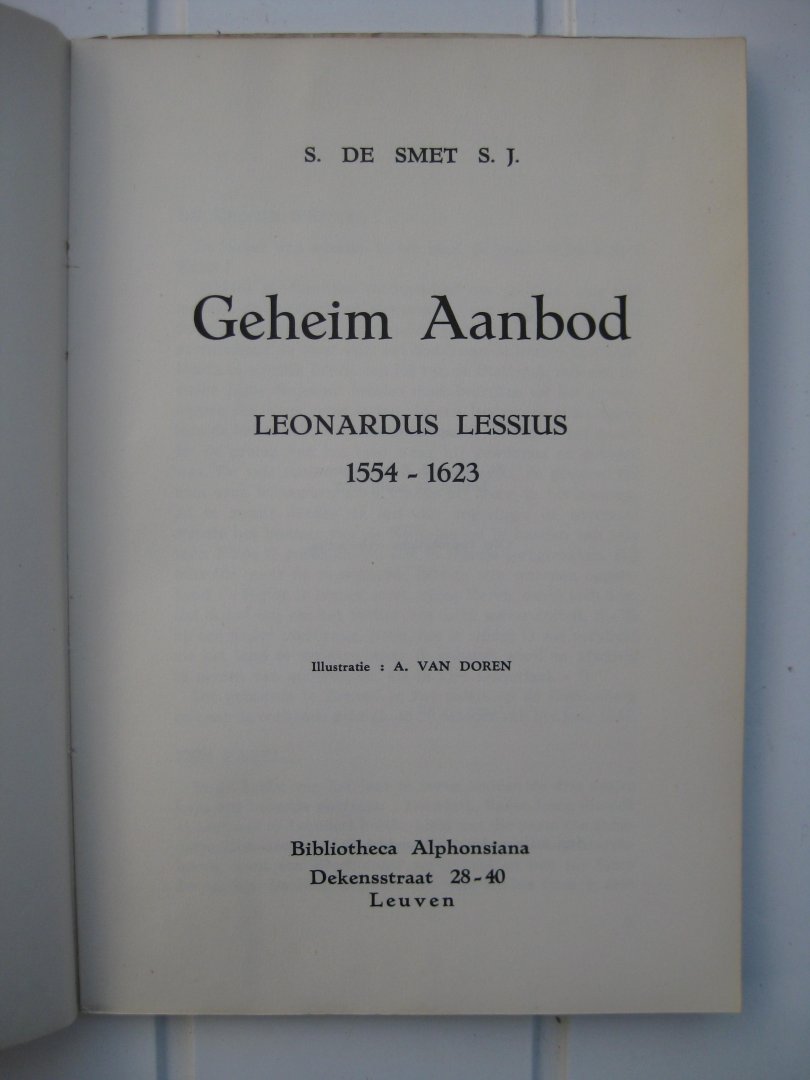 S. DE SMET S. J.
Geheim Aanbod
LEONARDUS LESSIUS
1554 - 1623
Illustratie : A. VAN DOREN
Bibliotheca Alphonsiana
Dekensstraat 28-40
Leuven